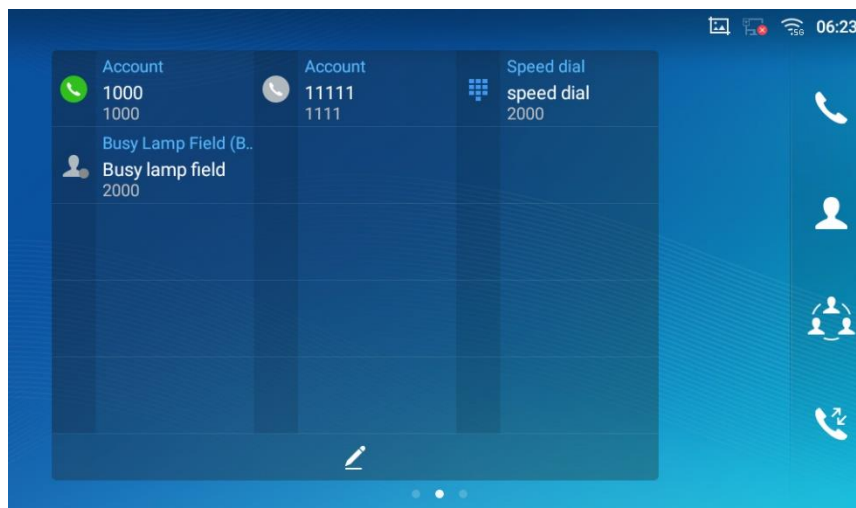 5G
06:23
Account
1000
1000
Account
11111
1111
Speed dial
speed dial
2000
Busy Lamp Field (B..
Busy lamp field
2000